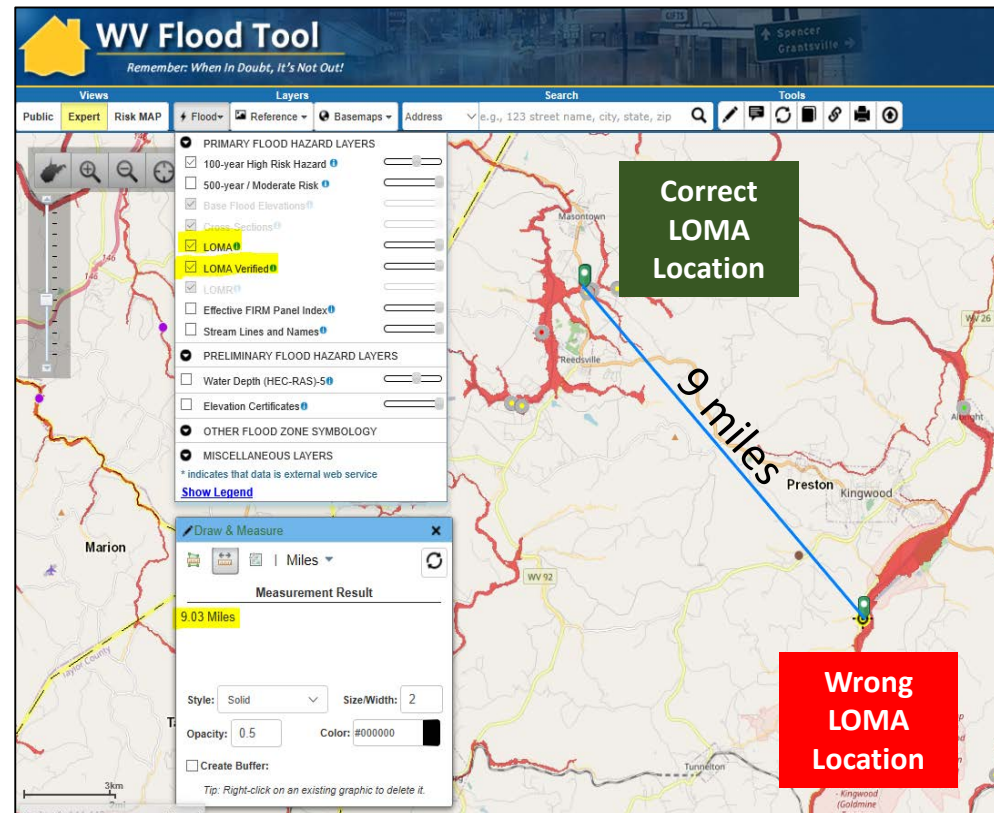 WV Flood Tool
Remember: When In Doubt, It's Not Out!
GIFTS
Spencer
Grantsville
Views
Layers
Search
Tools
Public
Expert
Risk MAP
Flood
Reference
Basemaps
Address
e.g., 123 street name, city, state, zip
PRIMARY FLOOD HAZARD LAYERS
100-year High Risk Hazard
500-year / Moderate Risk
Base Flood Elevations
Cross Sections
LOMA
LOMA Verified
LOMR
Effective FIRM Panel Index
Stream Lines and Names
PRELIMINARY FLOOD HAZARD LAYERS
Water Depth (HEC-RAS)-5
Elevation Certificates
OTHER FLOOD ZONE SYMBOLOGY
MISCELLANEOUS LAYERS
* indicates that data is external web service
Show Legend
Draw & Measure
Miles
Measurement Result
9.03 Miles
Style: Solid
Size/Width: 2
Opacity: 0.5
Color: #000000
Create Buffer:
Tip: Right-click on an existing graphic to delete it.
3km
Correct
LOMA
Location
Masontown
Reedsville
WV 26
9 miles
Albright
Preston
Kingwood
Marion
WV 92
Taylor County
Wrong
LOMA
Location
Tunnelton
- Kingwood
(Goldmine
I 46
I 46